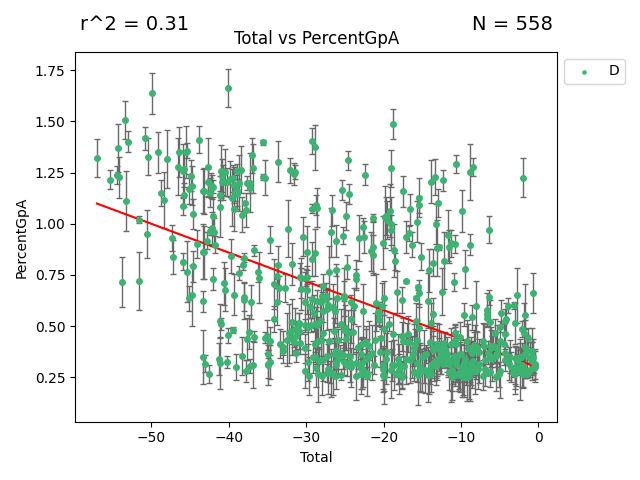 r^2 = 0.31
N = 558
Total vs PercentGpA
D
PercentGpA
1.75
1.50
1.25
1.00
0.75
0.50
0.25
−50
−40
−30
−20
−10
0
Total